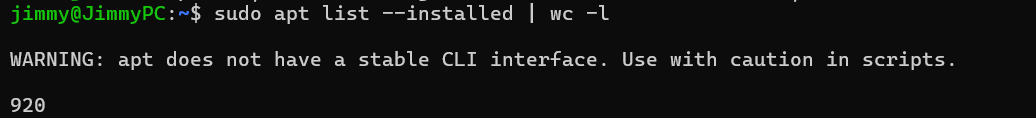 jimmy@JimmyPC:~$ sudo apt list --installed | wc -l
WARNING: apt does not have a stable CLI interface. Use with caution in scripts.
920